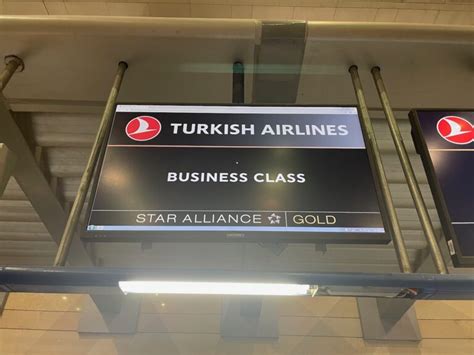 TURKISH AIRLINES
BUSINESS CLASS
STAR ALLIANCE GOLD